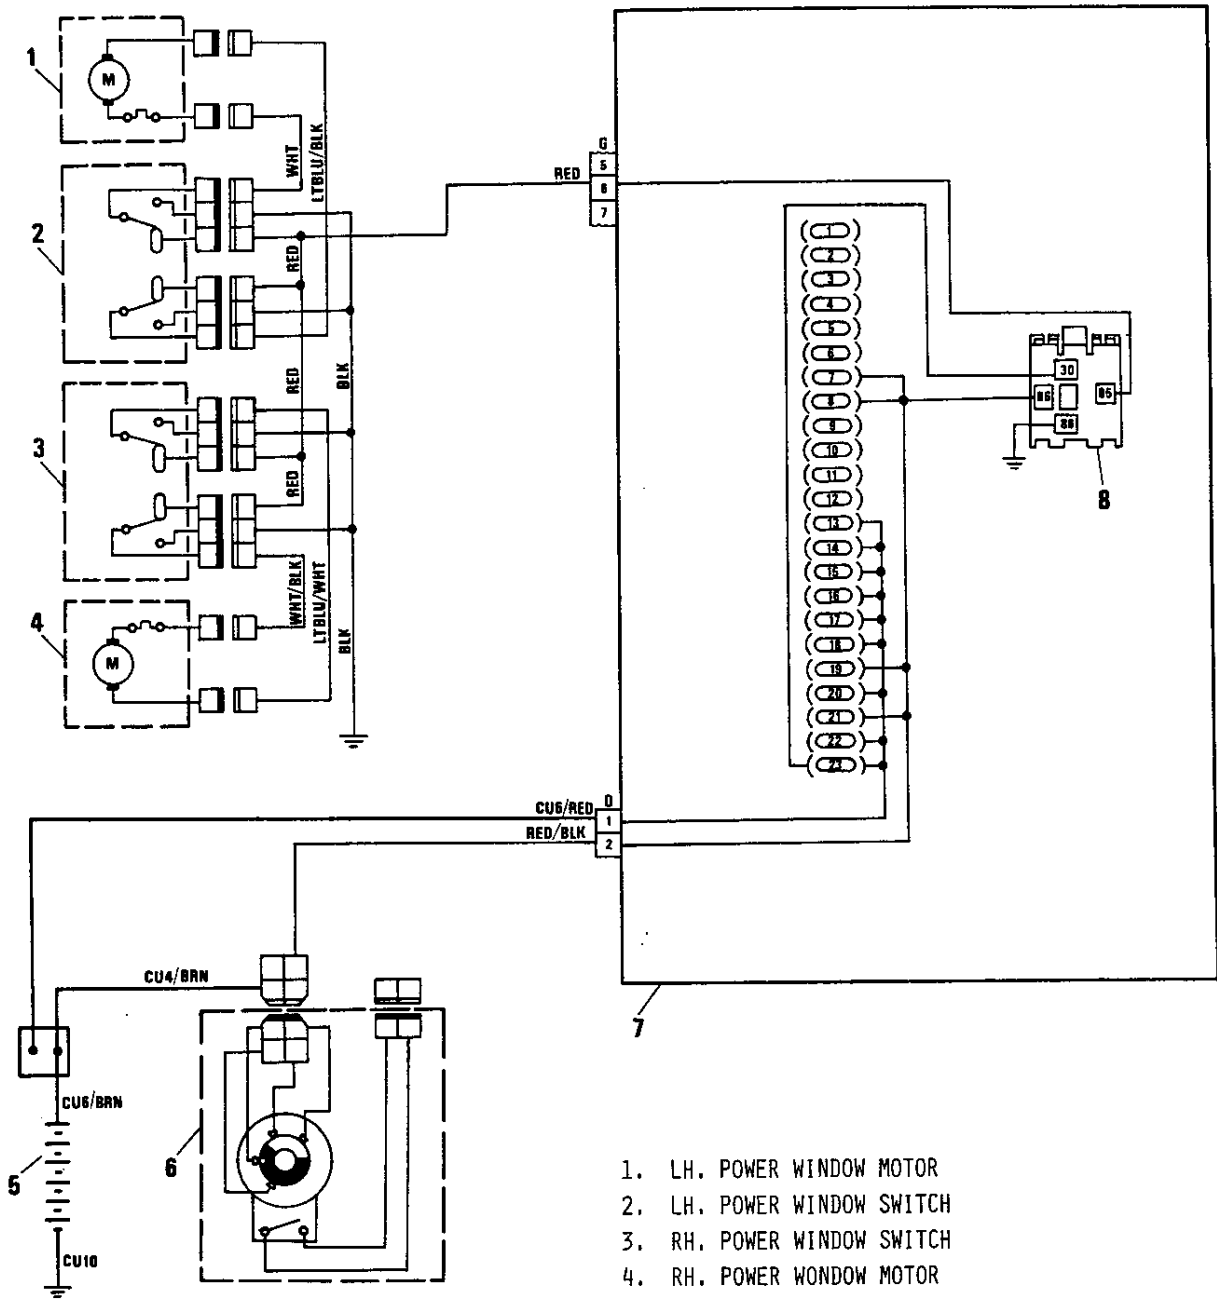 1
M
WHT
LTBLU/BLK
G
5
6
7
RED
2
RED
1
2
3
4
5
6
7
8
9
10
11
12
13
14
15
16
17
18
19
20
21
22
23
30
86
85
88
8
RED
BLK
3
RED
WNT/BLK
LTBLU/WHT
BLK
4
M
D
CU6/RED
1
RED/BLK
2
CU4/BRN
7
CU6/BRN
5
6
CU10
1. LH. POWER WINDOW MOTOR
2. LH. POWER WINDOW SWITCH
3. RH. POWER WINDOW SWITCH
4. RH. POWER WONDOW MOTOR